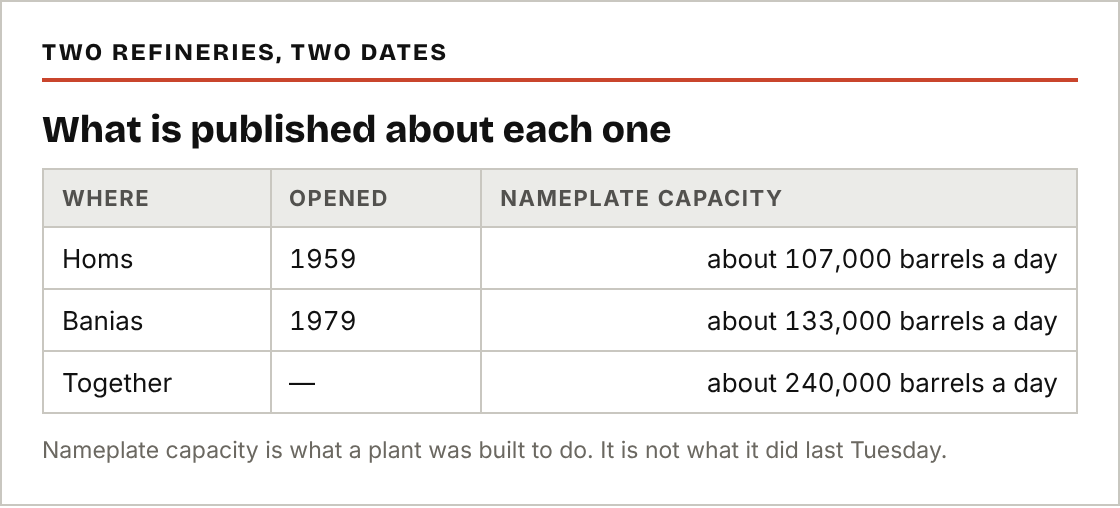 TWO REFINERIES, TWO DATES
What is published about each one
WHERE OPENED NAMEPLATE CAPACITY
Homs 1959 about 107,000 barrels a day
Banias 1979 about 133,000 barrels a day
Together — about 240,000 barrels a day
Nameplate capacity is what a plant was built to do. It is not what it did last Tuesday.